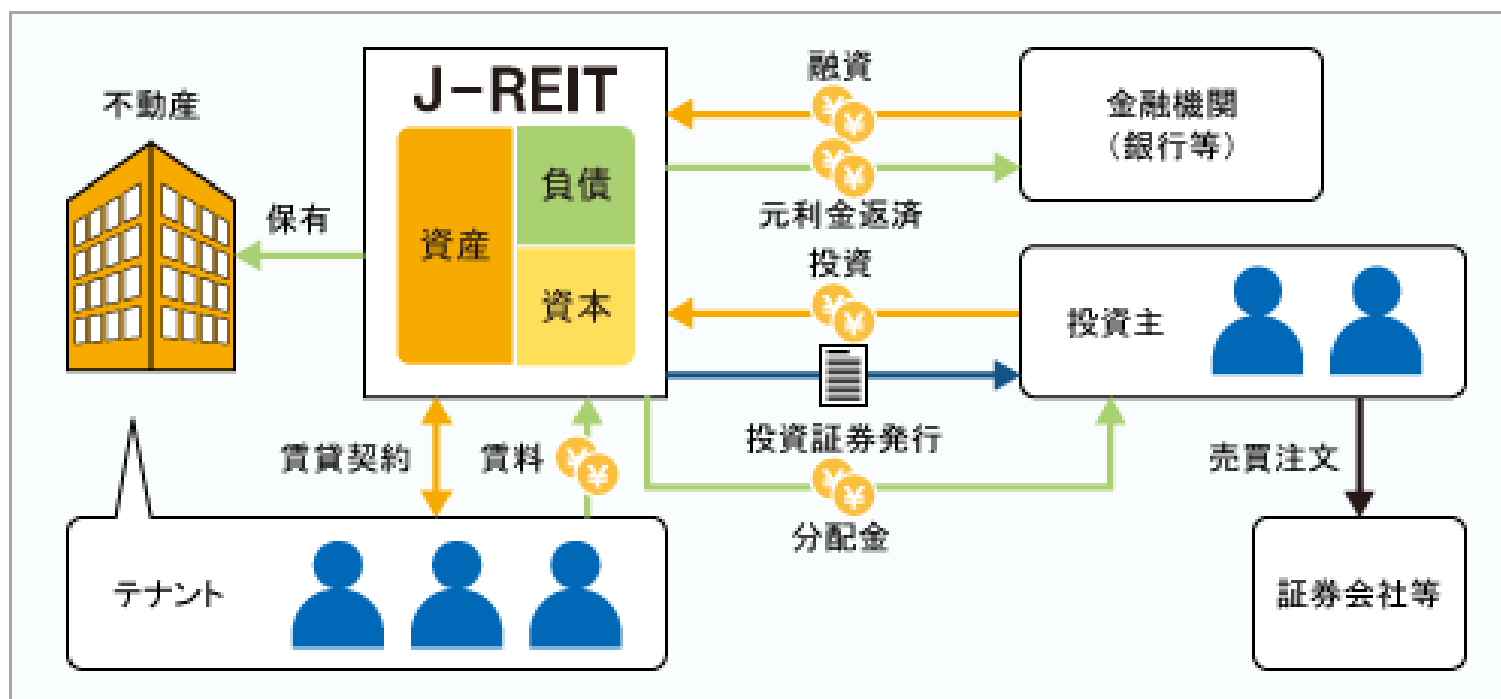 J-REIT
資産
負債
資本
不動産
保有
融資
元利金返済
金融機関
（銀行等）
投資
投資主
投資証券発行
分配金
売買注文
証券会社等
賃貸契約
賃料
テナント